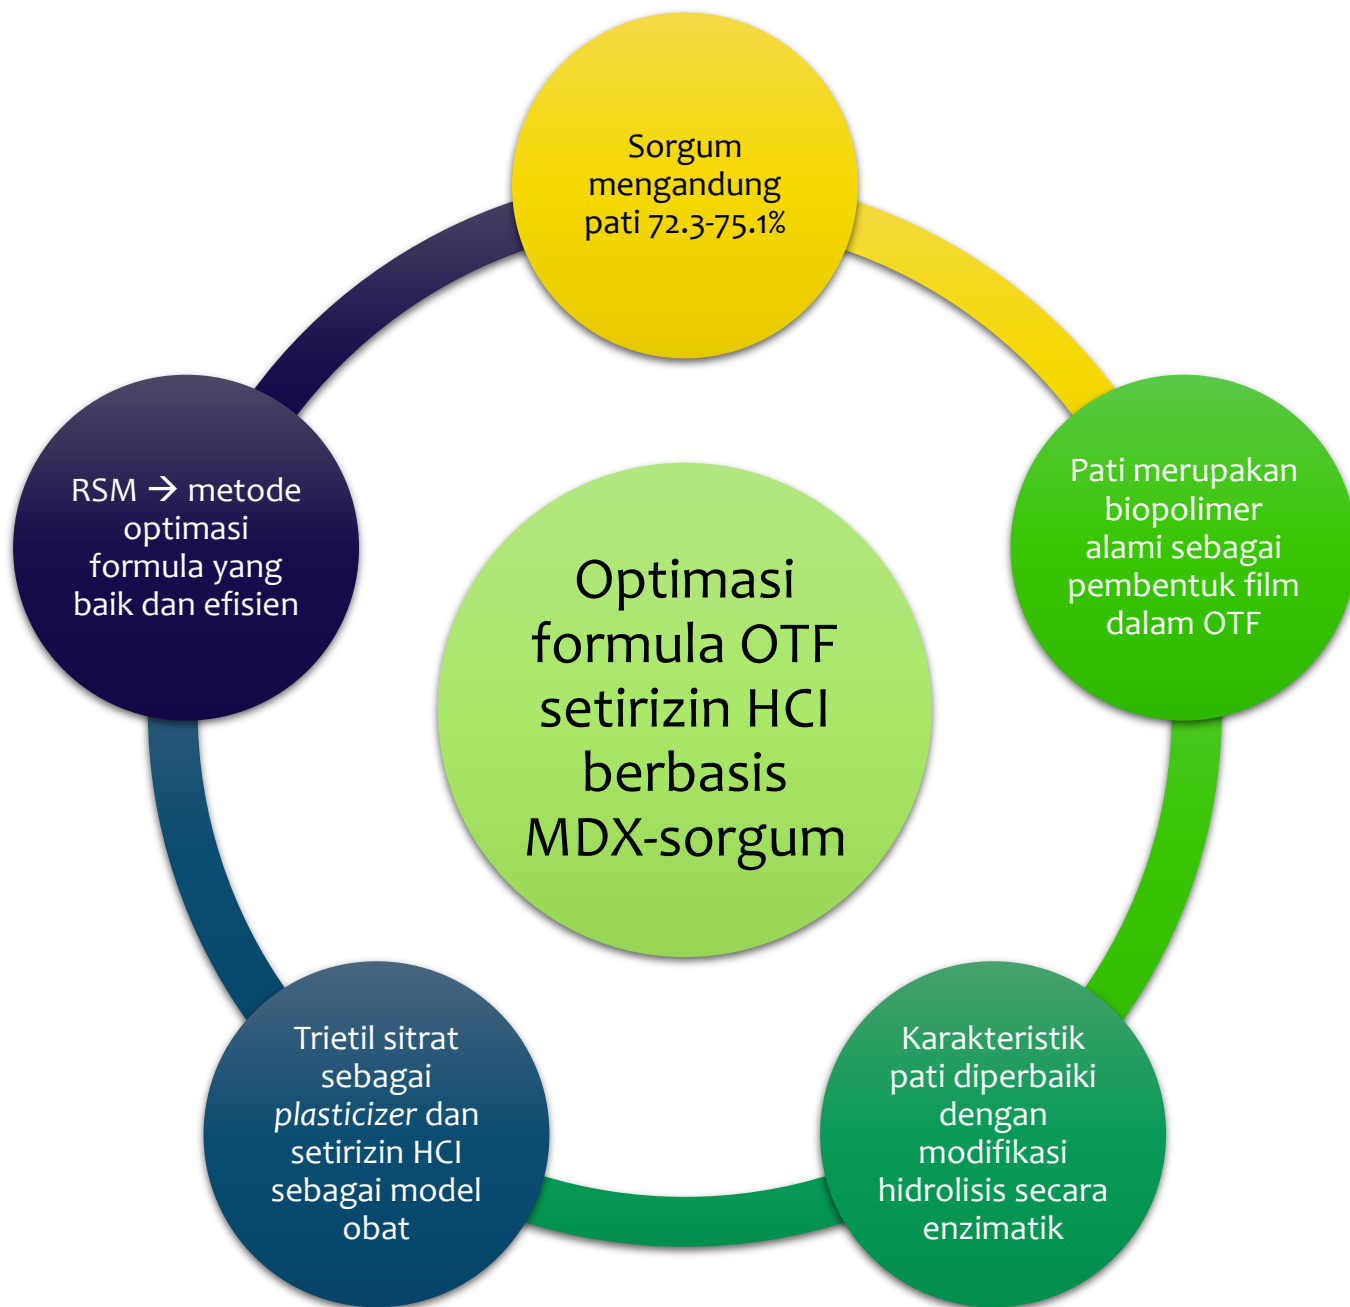 Sorgum
mengandung
pati 72.3-75.1%
Pati merupakan
biopolimer
alami sebagai
pembentuk film
dalam OTF
Karakteristik
pati diperbaiki
dengan
modifikasi
hidrolisis secara
enzimatik
Trietil sitrat
sebagai
plasticizer dan
setirizin HCI
sebagai model
obat
RSM → metode
optimasi
formula yang
baik dan efisien
Optimasi
formula OTF
setirizin HCI
berbasis
MDX-sorgum